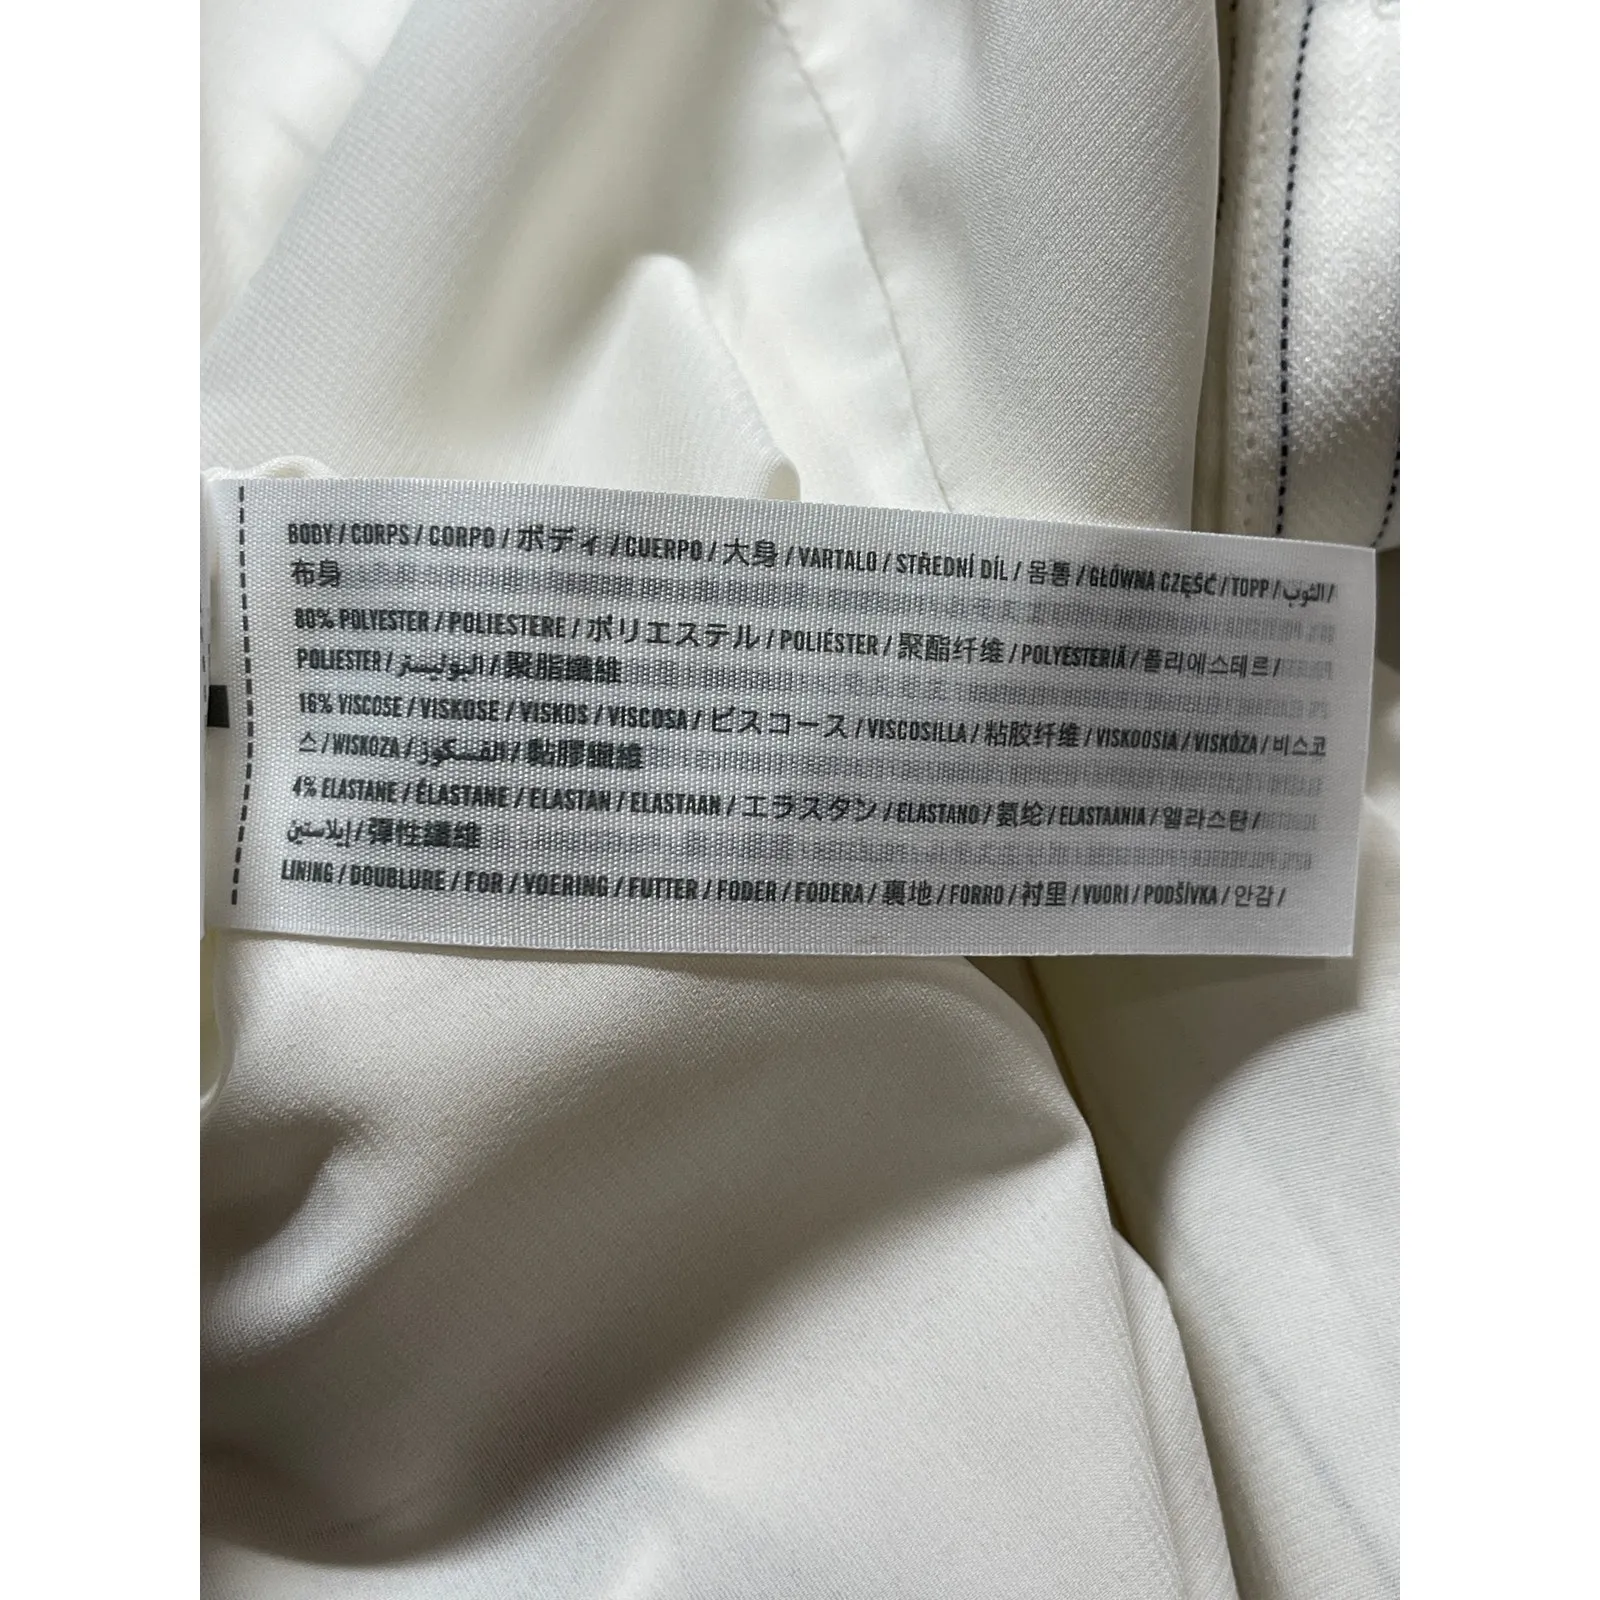 BODY / CORPS / CORPO / ボディ / CUERPO / 大身 / VARTALO / STŘEDNÍ DÍL / 몸통 / GŁÓWNA CZĘŚĆ / TOPP / الثوب /
布身
80% POLYESTER / POLIESTERE / ポリエステル / POLIÉSTER / 聚酯纤维 / POLYESTERIÄ / 폴리에스테르 /
POLIESTER / البوليستر / 聚脂纖維
16% VISCOSE / VISKOSE / VISKOS / VISCOSA / ビスコース / VISCOSILLA / 粘胶纤维 / VISKOOSIA / VISKÓZA / 비스코
스 / WISKOZA / الفسكوز / 黏膠纖維
4% ELASTANE / ÉLASTANE / ELASTAN / ELASTAAN / エラスタン / ELASTANO / 氨纶 / ELASTAANIA / 엘라스탄 /
إيلاستين / 彈性纖維
LINING / DOUBLURE / FOR / VOERING / FUTTER / FODER / FODERA / 裏地 / FORRO / 衬里 / VUORI / PODŠÍVKA / 안감 /